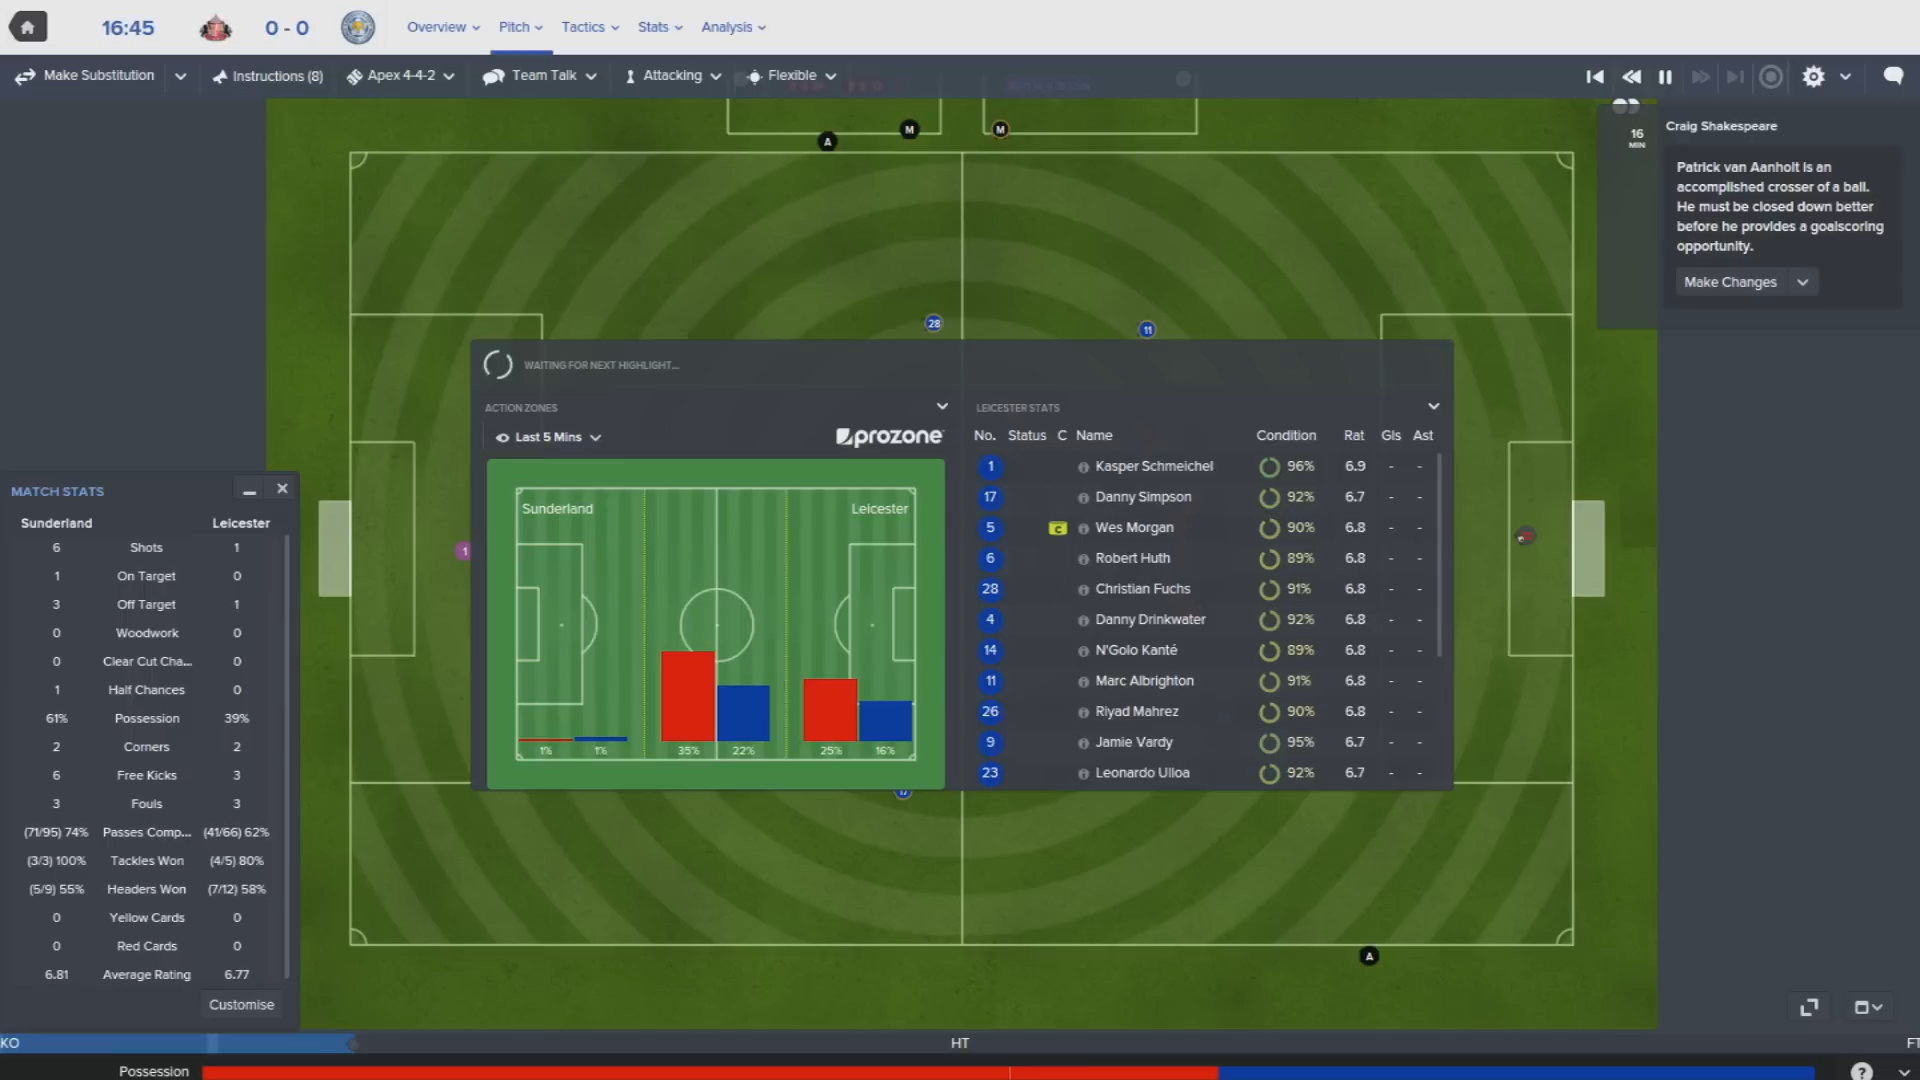 16:45
0 - 0
Overview
Pitch
Tactics
Stats
Analysis
Make Substitution
Instructions (8)
Apex 4-4-2
Team Talk
Attacking
Flexible
A
M
M
16
MIN
Craig Shakespeare
Patrick van Aanholt is an
accomplished crosser of a ball.
He must be closed down better
before he provides a goalscoring
opportunity.
Make Changes
28
11
1
17
A
WAITING FOR NEXT HIGHLIGHT...
ACTION ZONES
Last 5 Mins
prozone
Sunderland
Leicester
1%
1%
35%
22%
25%
16%
LEICESTER STATS
No. Status C Name Condition Rat Gls Ast
1 Kasper Schmeichel 96% 6.9 - -
17 Danny Simpson 92% 6.7 - -
5 C Wes Morgan 90% 6.8 - -
6 Robert Huth 89% 6.8 - -
28 Christian Fuchs 91% 6.8 - -
4 Danny Drinkwater 92% 6.8 - -
14 N'Golo Kanté 89% 6.8 - -
11 Marc Albrighton 91% 6.8 - -
26 Riyad Mahrez 90% 6.8 - -
9 Jamie Vardy 95% 6.7 - -
23 Leonardo Ulloa 92% 6.7 - -
MATCH STATS
Sunderland Leicester
6 Shots 1
1 On Target 0
3 Off Target 1
0 Woodwork 0
0 Clear Cut Cha... 0
1 Half Chances 0
61% Possession 39%
2 Corners 2
6 Free Kicks 3
3 Fouls 3
(71/95) 74% Passes Comp... (41/66) 62%
(3/3) 100% Tackles Won (4/5) 80%
(5/9) 55% Headers Won (7/12) 58%
0 Yellow Cards 0
0 Red Cards 0
6.81 Average Rating 6.77
Customise
KO
HT
FT
Possession
?